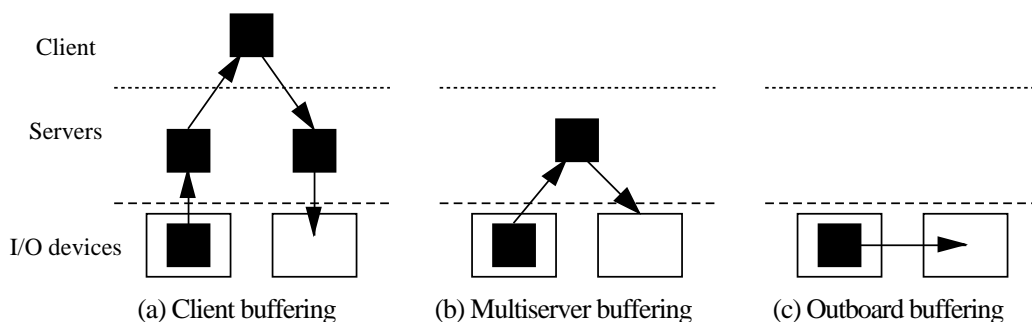 Client
Servers
I/O devices
(a) Client buffering
(b) Multiserver buffering
(c) Outboard buffering